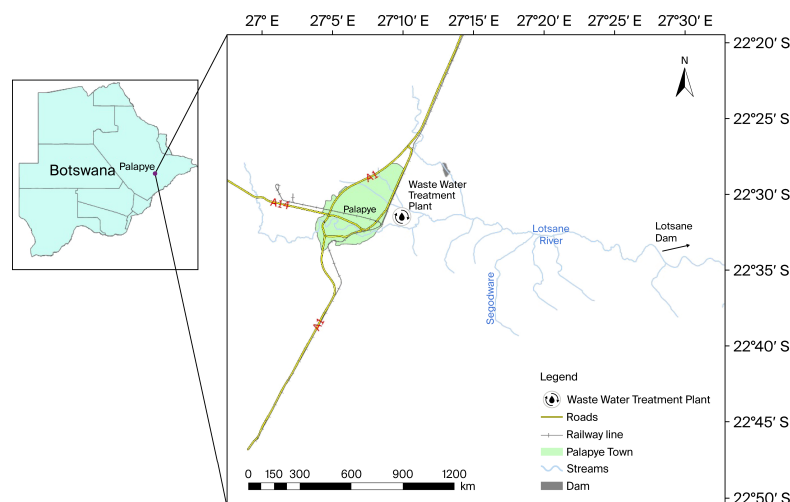 27° E 27°5′ E 27°10′ E 27°15′ E 27°20′ E 27°25′ E 27°30′ E
22°20′ S
22°25′ S
22°30′ S
22°35′ S
22°40′ S
22°45′ S
22°50′ S
N
Botswana
Palapye
A1
A14
Palapye
Waste Water
Treatment
Plant
Lotsane
River
Lotsane
Dam
Segodware
A1
Legend
Waste Water Treatment Plant
Roads
Railway line
Palapye Town
Streams
Dam
0 150 300 600 900 1200
km